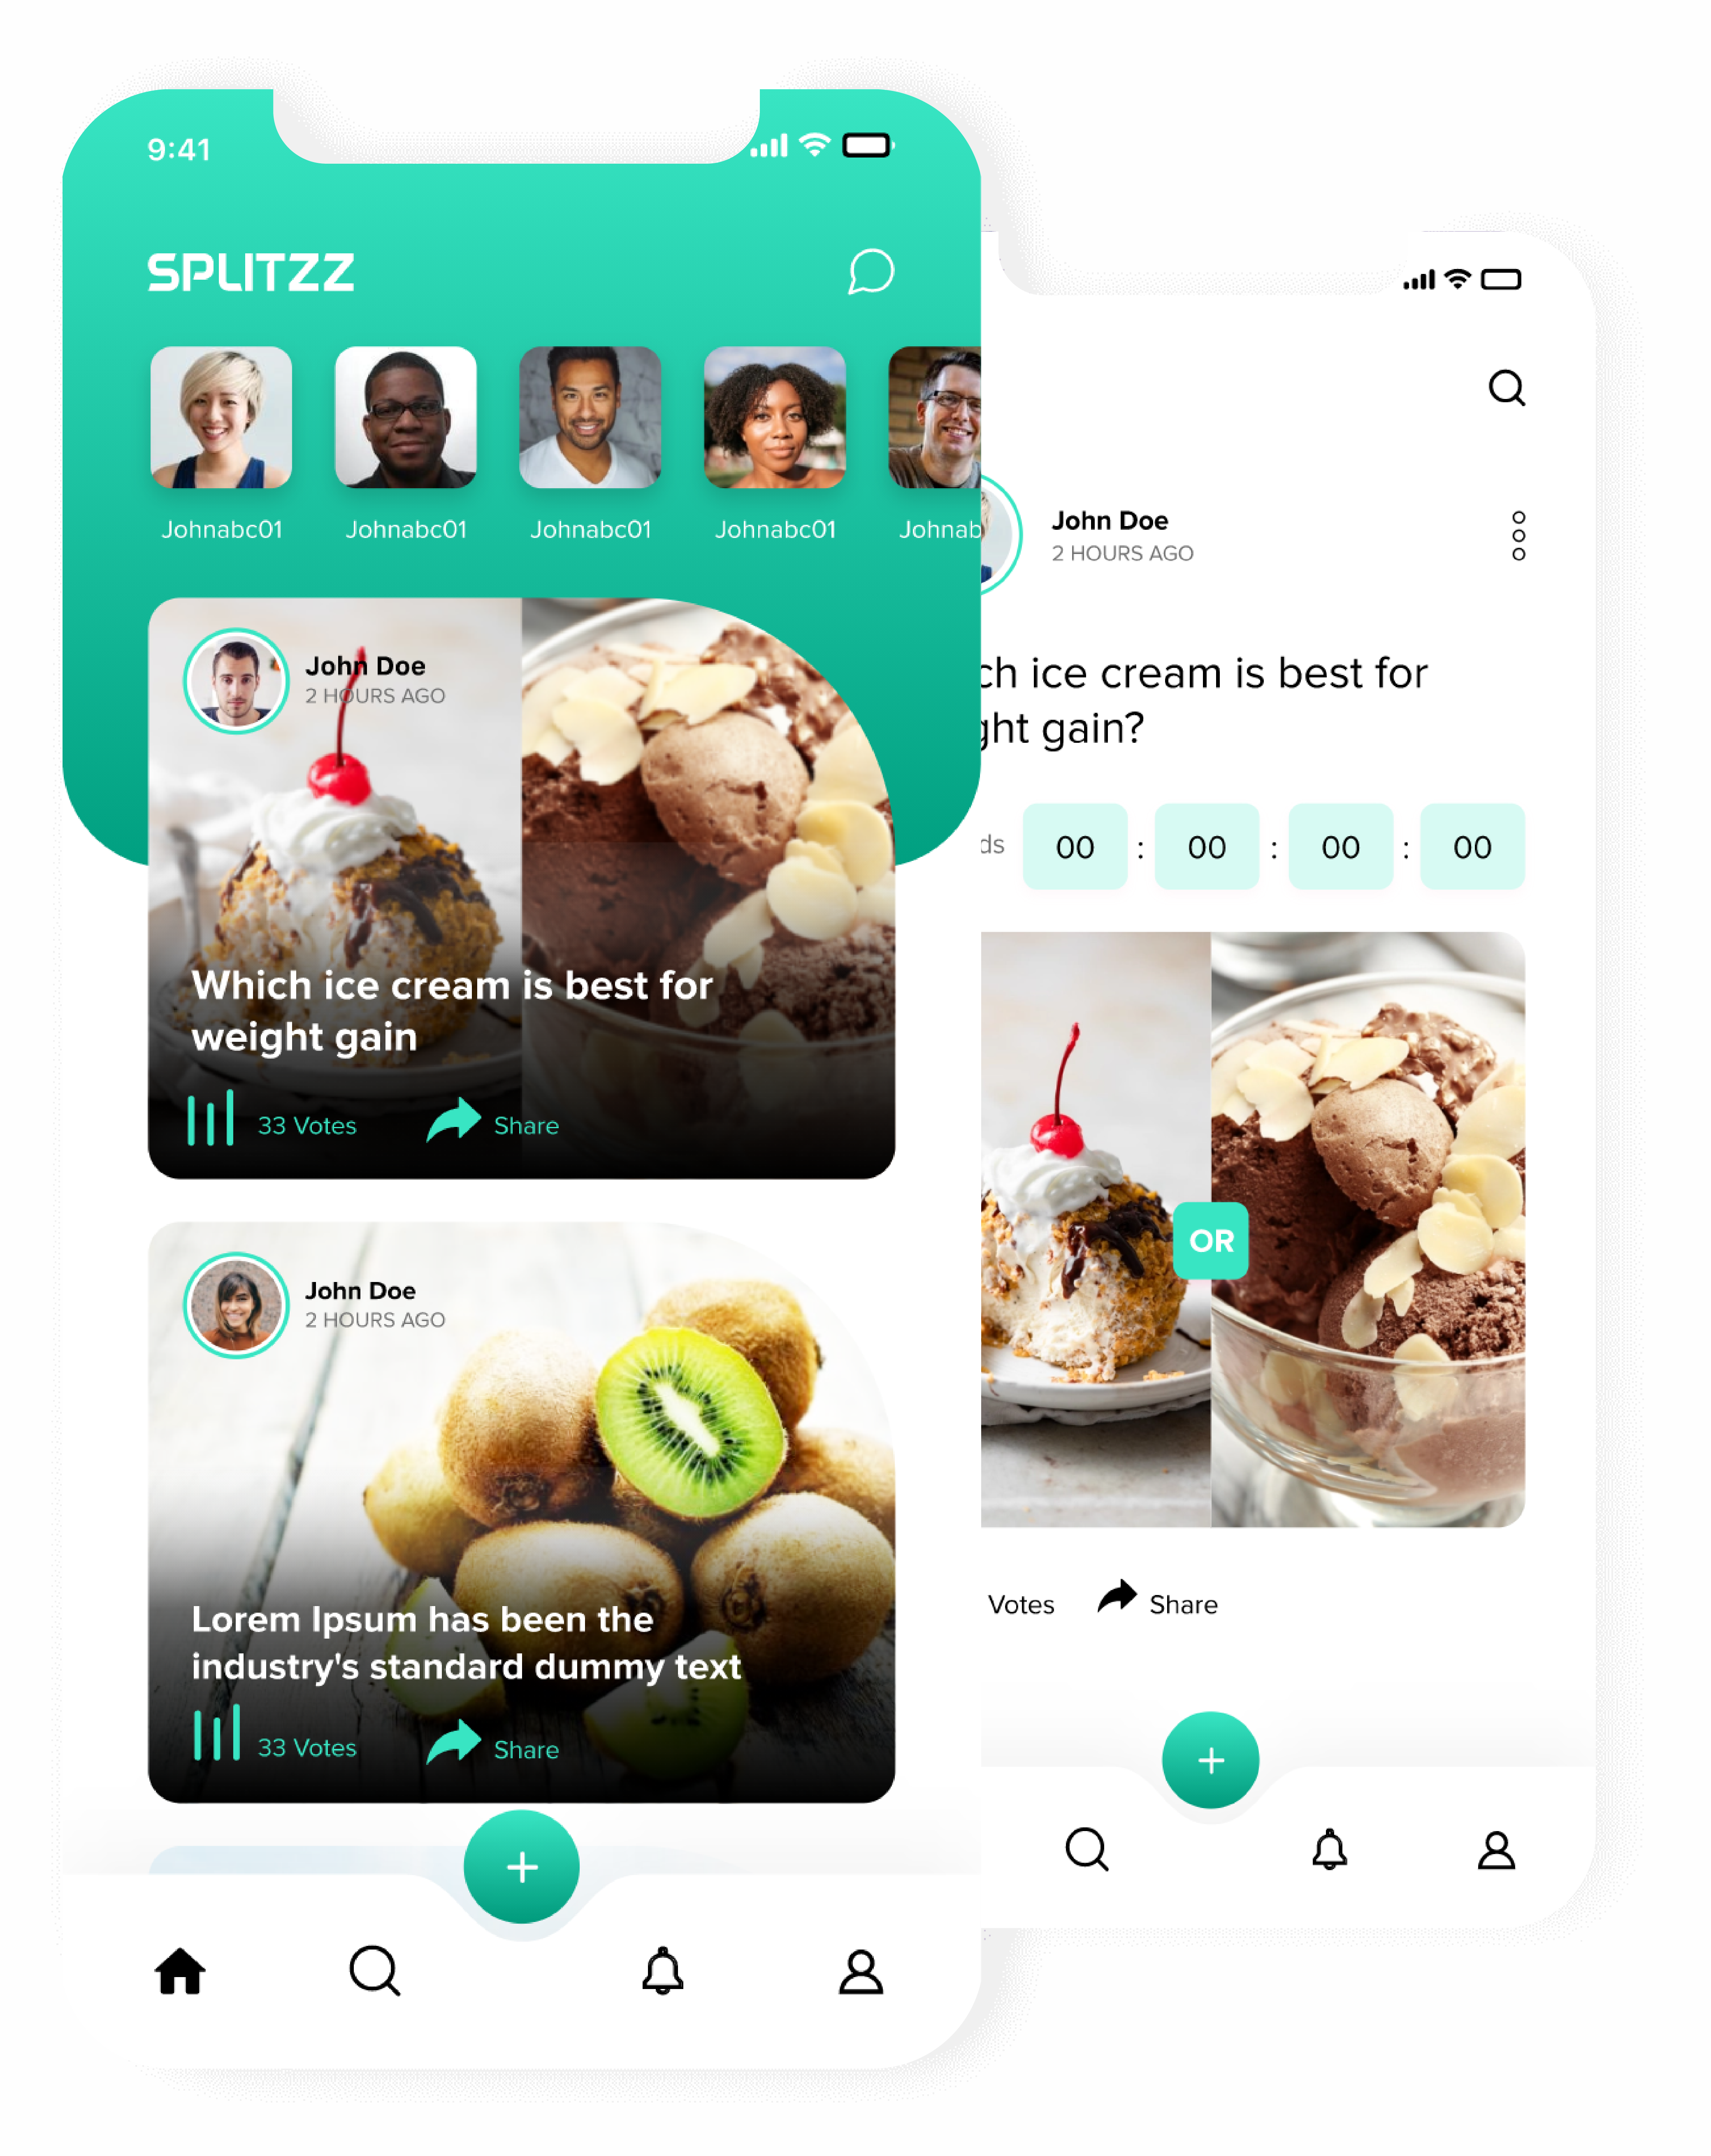 9:41
SPLITZZ
Johnabc01 Johnabc01 Johnabc01 Johnabc01 Johnab
John Doe
2 HOURS AGO
Which ice cream is best for
weight gain
33 Votes Share
John Doe
2 HOURS AGO
Lorem Ipsum has been the
industry's standard dummy text
33 Votes Share
John Doe
2 HOURS AGO
ch ice cream is best for
ght gain?
ds 00 : 00 : 00 : 00
OR
Votes Share